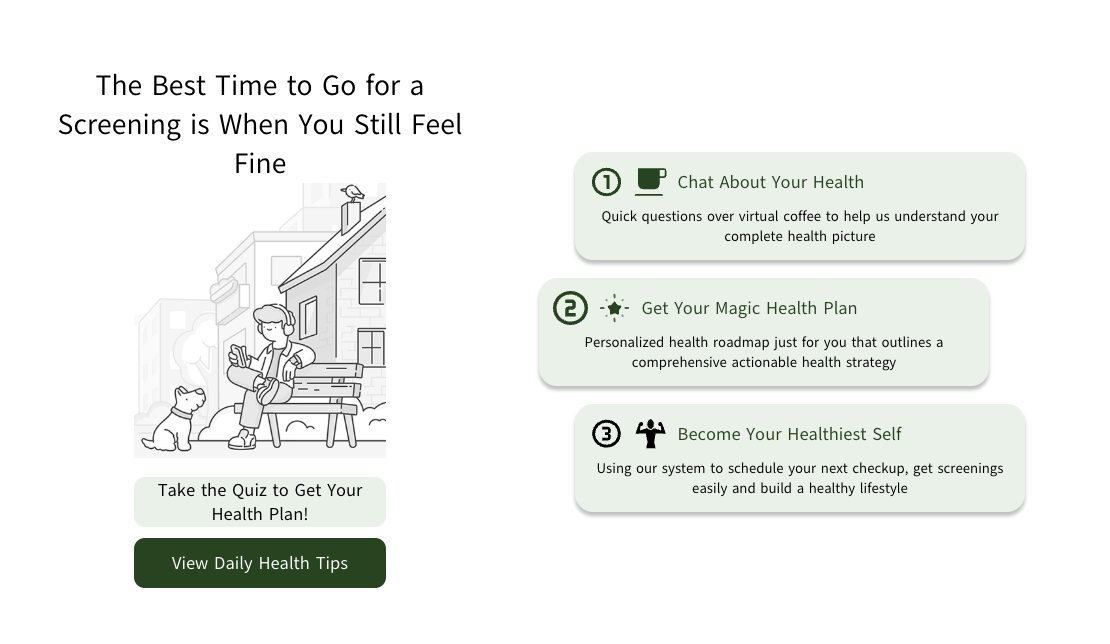 The Best Time to Go for a
Screening is When You Still Feel
Fine
Take the Quiz to Get Your
Health Plan!
View Daily Health Tips
1 Chat About Your Health
Quick questions over virtual coffee to help us understand your
complete health picture
2 Get Your Magic Health Plan
Personalized health roadmap just for you that outlines a
comprehensive actionable health strategy
3 Become Your Healthiest Self
Using our system to schedule your next checkup, get screenings
easily and build a healthy lifestyle